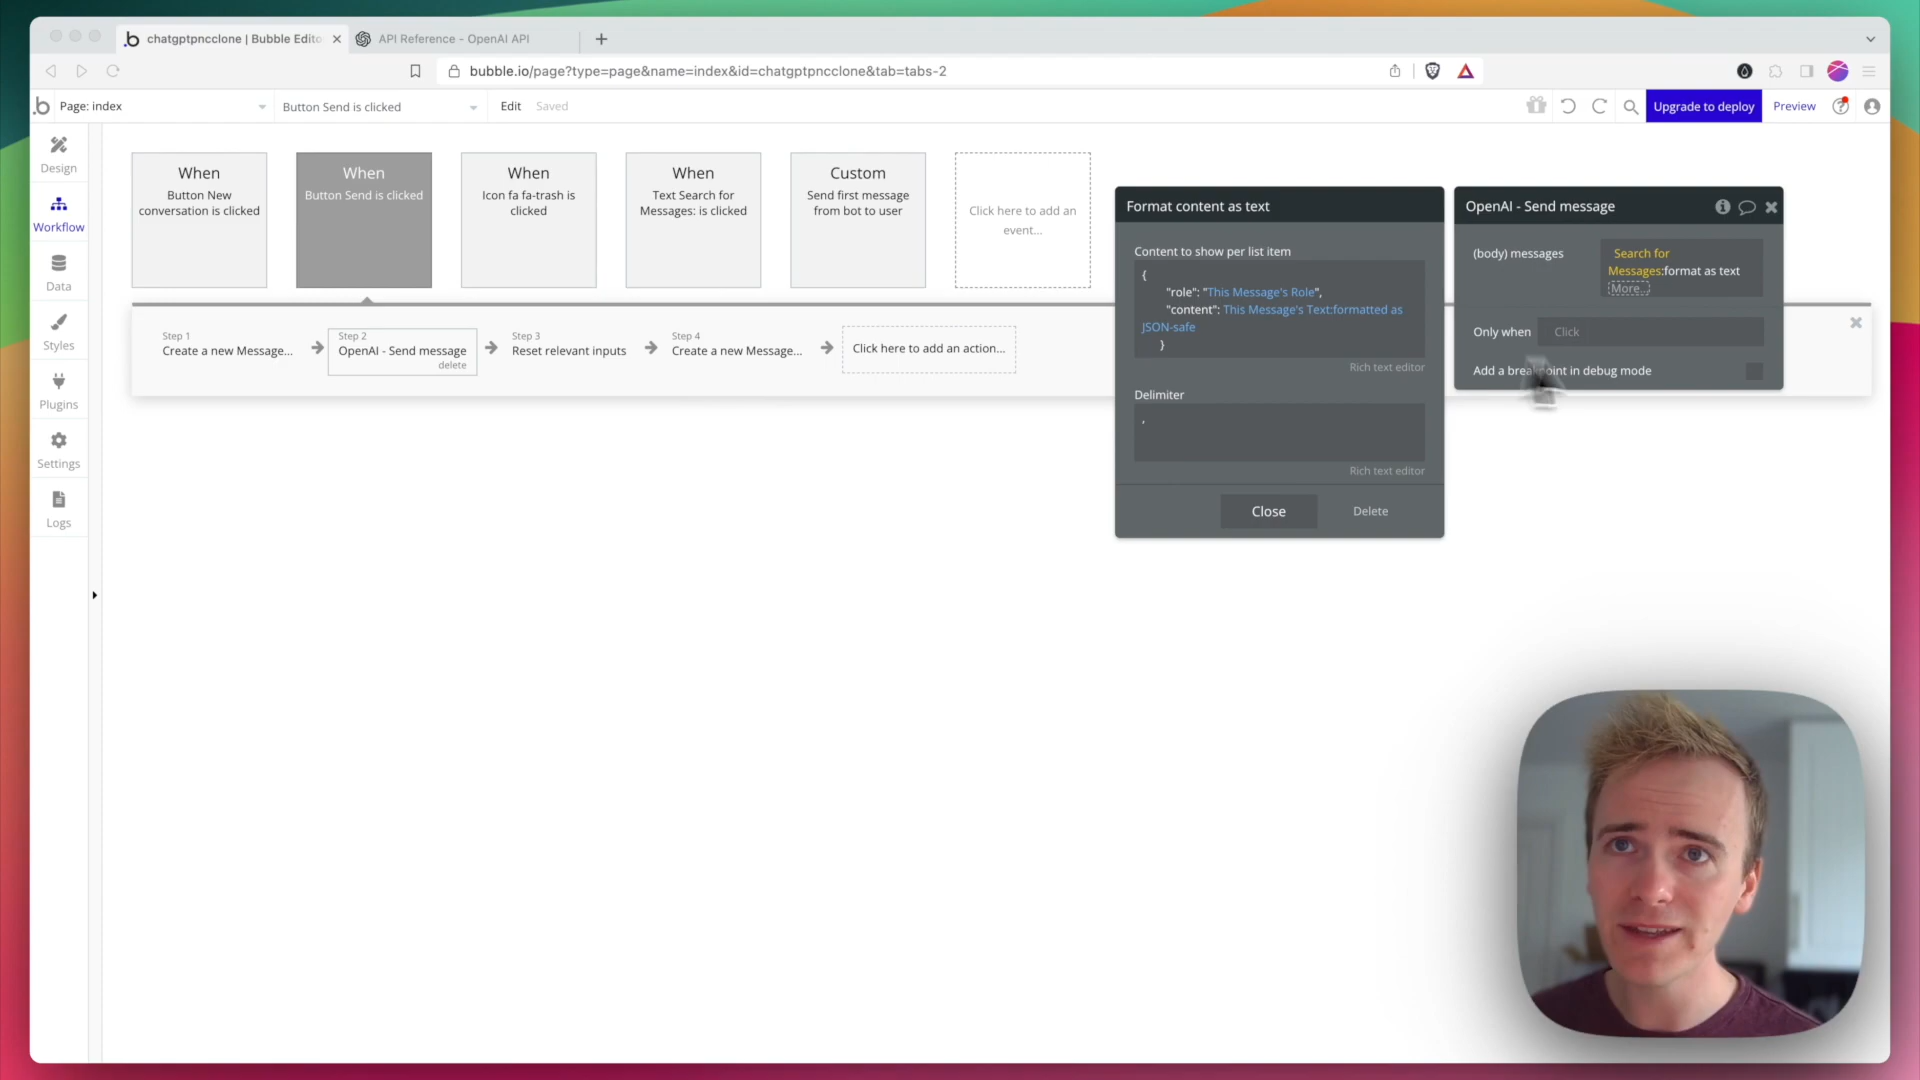 chatgptpncclone | Bubble Edito
API Reference - OpenAI API
bubble.io/page?type=page&name=index&id=chatgptpncclone&tab=tabs-2
Page: index
Button Send is clicked
Edit
Saved
Upgrade to deploy
Preview
Design
Workflow
Data
Styles
Plugins
Settings
Logs
When
Button New
conversation is clicked
When
Button Send is clicked
When
Icon fa fa-trash is
clicked
When
Text Search for
Messages: is clicked
Custom
Send first message
from bot to user
Click here to add an
event...
Step 1
Create a new Message...
Step 2
OpenAI - Send message
delete
Step 3
Reset relevant inputs
Step 4
Create a new Message...
Click here to add an action...
Format content as text
Content to show per list item
{
"role": "This Message's Role",
"content": This Message's Text:formatted as
JSON-safe
}
Rich text editor
Delimiter
,
Rich text editor
Close
Delete
OpenAI - Send message
(body) messages
Search for
Messages:format as text
More...
Only when
Click
Add a breakpoint in debug mode